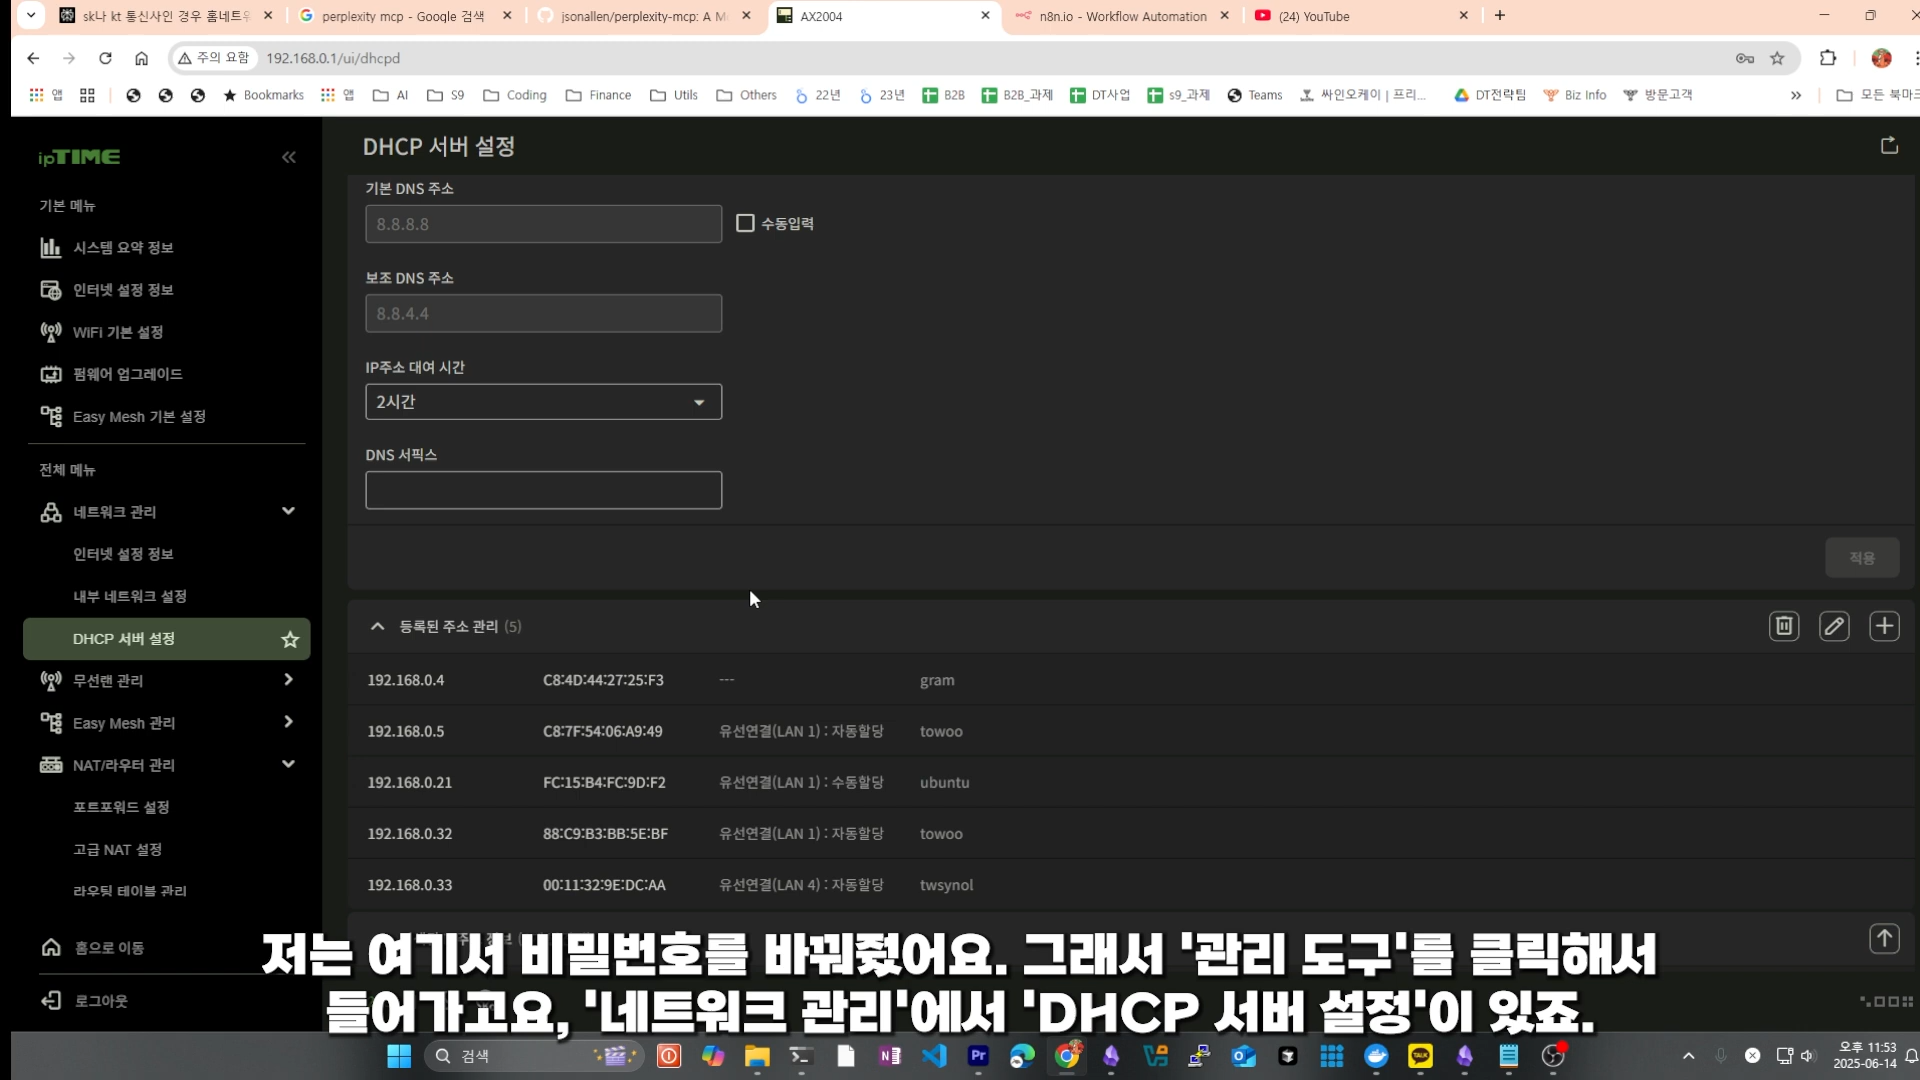 sk나 kt 통신사인 경우 홈네트워
perplexity mcp - Google 검색
jsonallen/perplexity-mcp: A M
AX2004
n8n.io - Workflow Automation
(24) YouTube
주의 요함
192.168.0.1/ui/dhcpd
앱
Bookmarks
앱
AI
S9
Coding
Finance
Utils
Others
22년
23년
B2B
B2B_과제
DT사업
s9_과제
Teams
싸인오케이 | 프리...
DT전략팀
Biz Info
방문고객
모든 북마크
ipTIME
DHCP 서버 설정
기본 메뉴
시스템 요약 정보
인터넷 설정 정보
WiFi 기본 설정
펌웨어 업그레이드
Easy Mesh 기본 설정
전체 메뉴
네트워크 관리
인터넷 설정 정보
내부 네트워크 설정
DHCP 서버 설정
무선랜 관리
Easy Mesh 관리
NAT/라우터 관리
포트포워드 설정
고급 NAT 설정
라우팅 테이블 관리
홈으로 이동
로그아웃
기본 DNS 주소
8.8.8.8
수동입력
보조 DNS 주소
8.8.4.4
IP주소 대여 시간
2시간
DNS 서픽스
적용
등록된 주소 관리 (5)
192.168.0.4 C8:4D:44:27:25:F3 --- gram
192.168.0.5 C8:7F:54:06:A9:49 유선연결(LAN 1) : 자동할당 towoo
192.168.0.21 FC:15:B4:FC:9D:F2 유선연결(LAN 1) : 수동할당 ubuntu
192.168.0.32 88:C9:B3:BB:5E:BF 유선연결(LAN 1) : 자동할당 towoo
192.168.0.33 00:11:32:9E:DC:AA 유선연결(LAN 4) : 자동할당 twsynol
저는 여기서 비밀번호를 바꿔줬어요. 그래서 '관리 도구'를 클릭해서
들어가고요, '네트워크 관리'에서 'DHCP 서버 설정'이 있죠.
검색
오후 11:53
2025-06-14